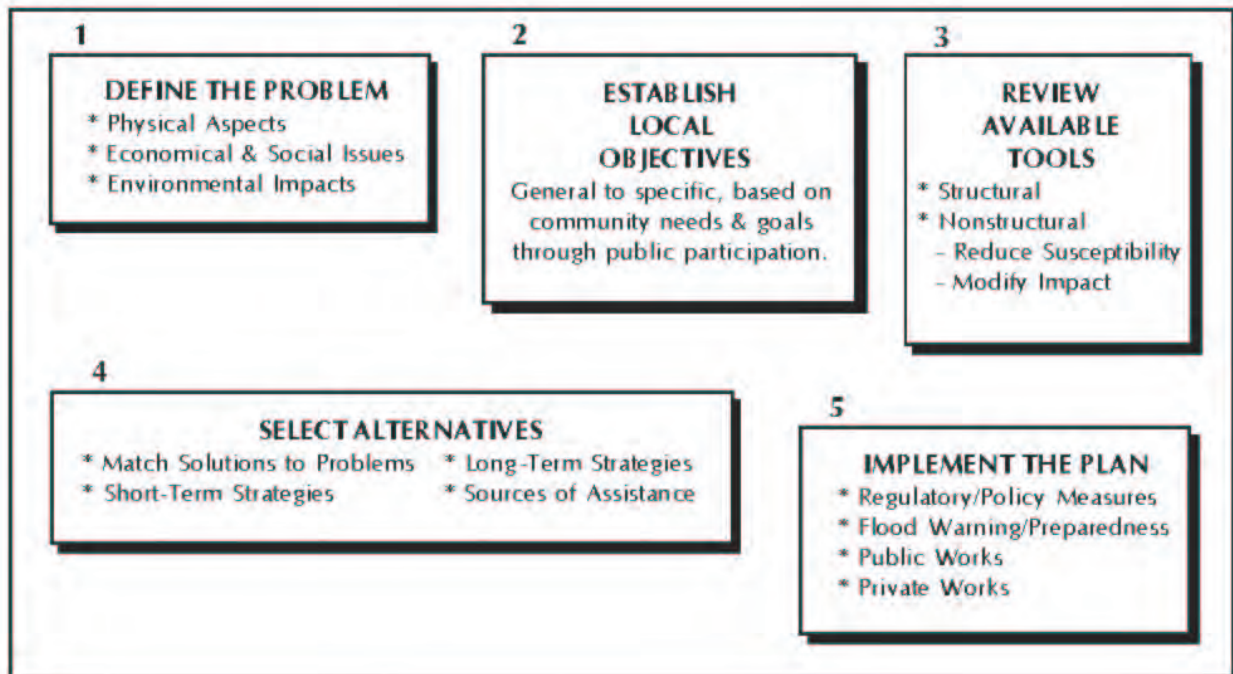 1
DEFINE THE PROBLEM
* Physical Aspects
* Economical & Social Issues
* Environmental Impacts
2
ESTABLISH
LOCAL
OBJECTIVES
General to specific, based on
community needs & goals
through public participation.
3
REVIEW
AVAILABLE
TOOLS
* Structural
* Nonstructural
– Reduce Susceptibility
– Modify Impact
4
SELECT ALTERNATIVES
* Match Solutions to Problems * Long-Term Strategies
* Short-Term Strategies * Sources of Assistance
5
IMPLEMENT THE PLAN
* Regulatory/Policy Measures
* Flood Warning/Preparedness
* Public Works
* Private Works